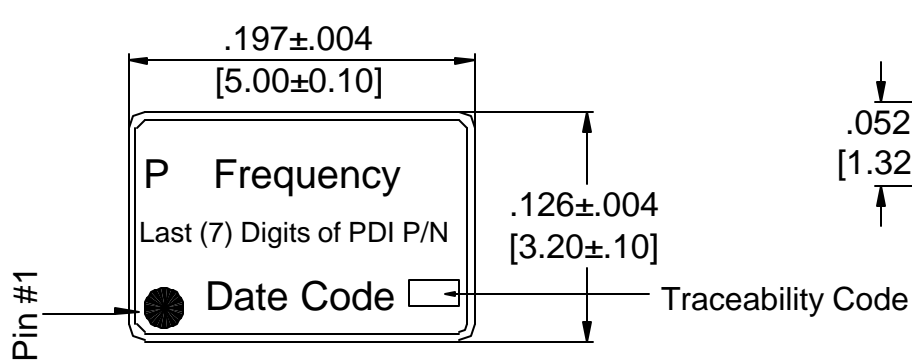 .197±.004
[5.00±0.10]
P Frequency
Last (7) Digits of PDI P/N
Date Code
Pin #1
.126±.004
[3.20±.10]
Traceability Code
.052
[1.32